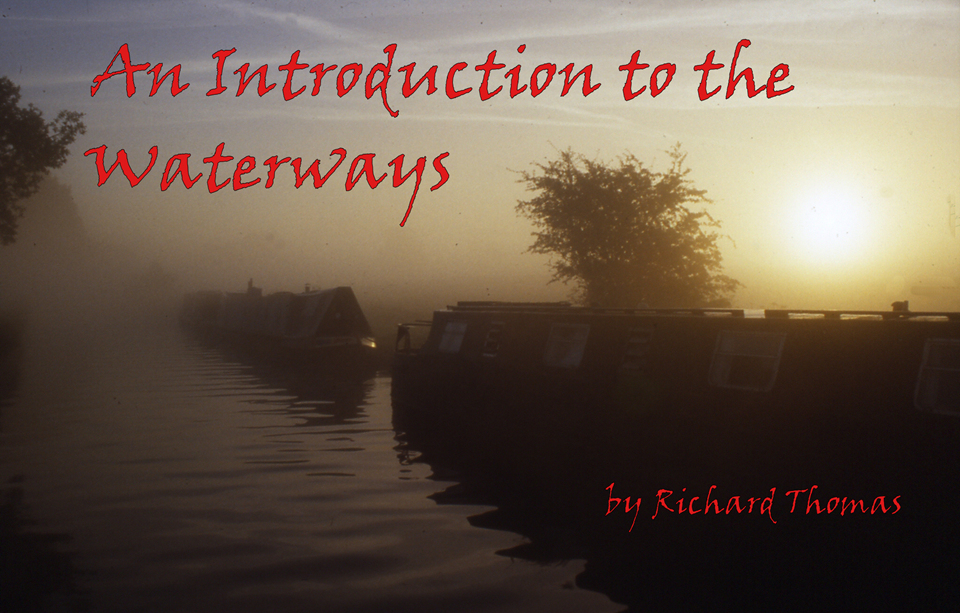 An Introduction to the
Waterways
by Richard Thomas